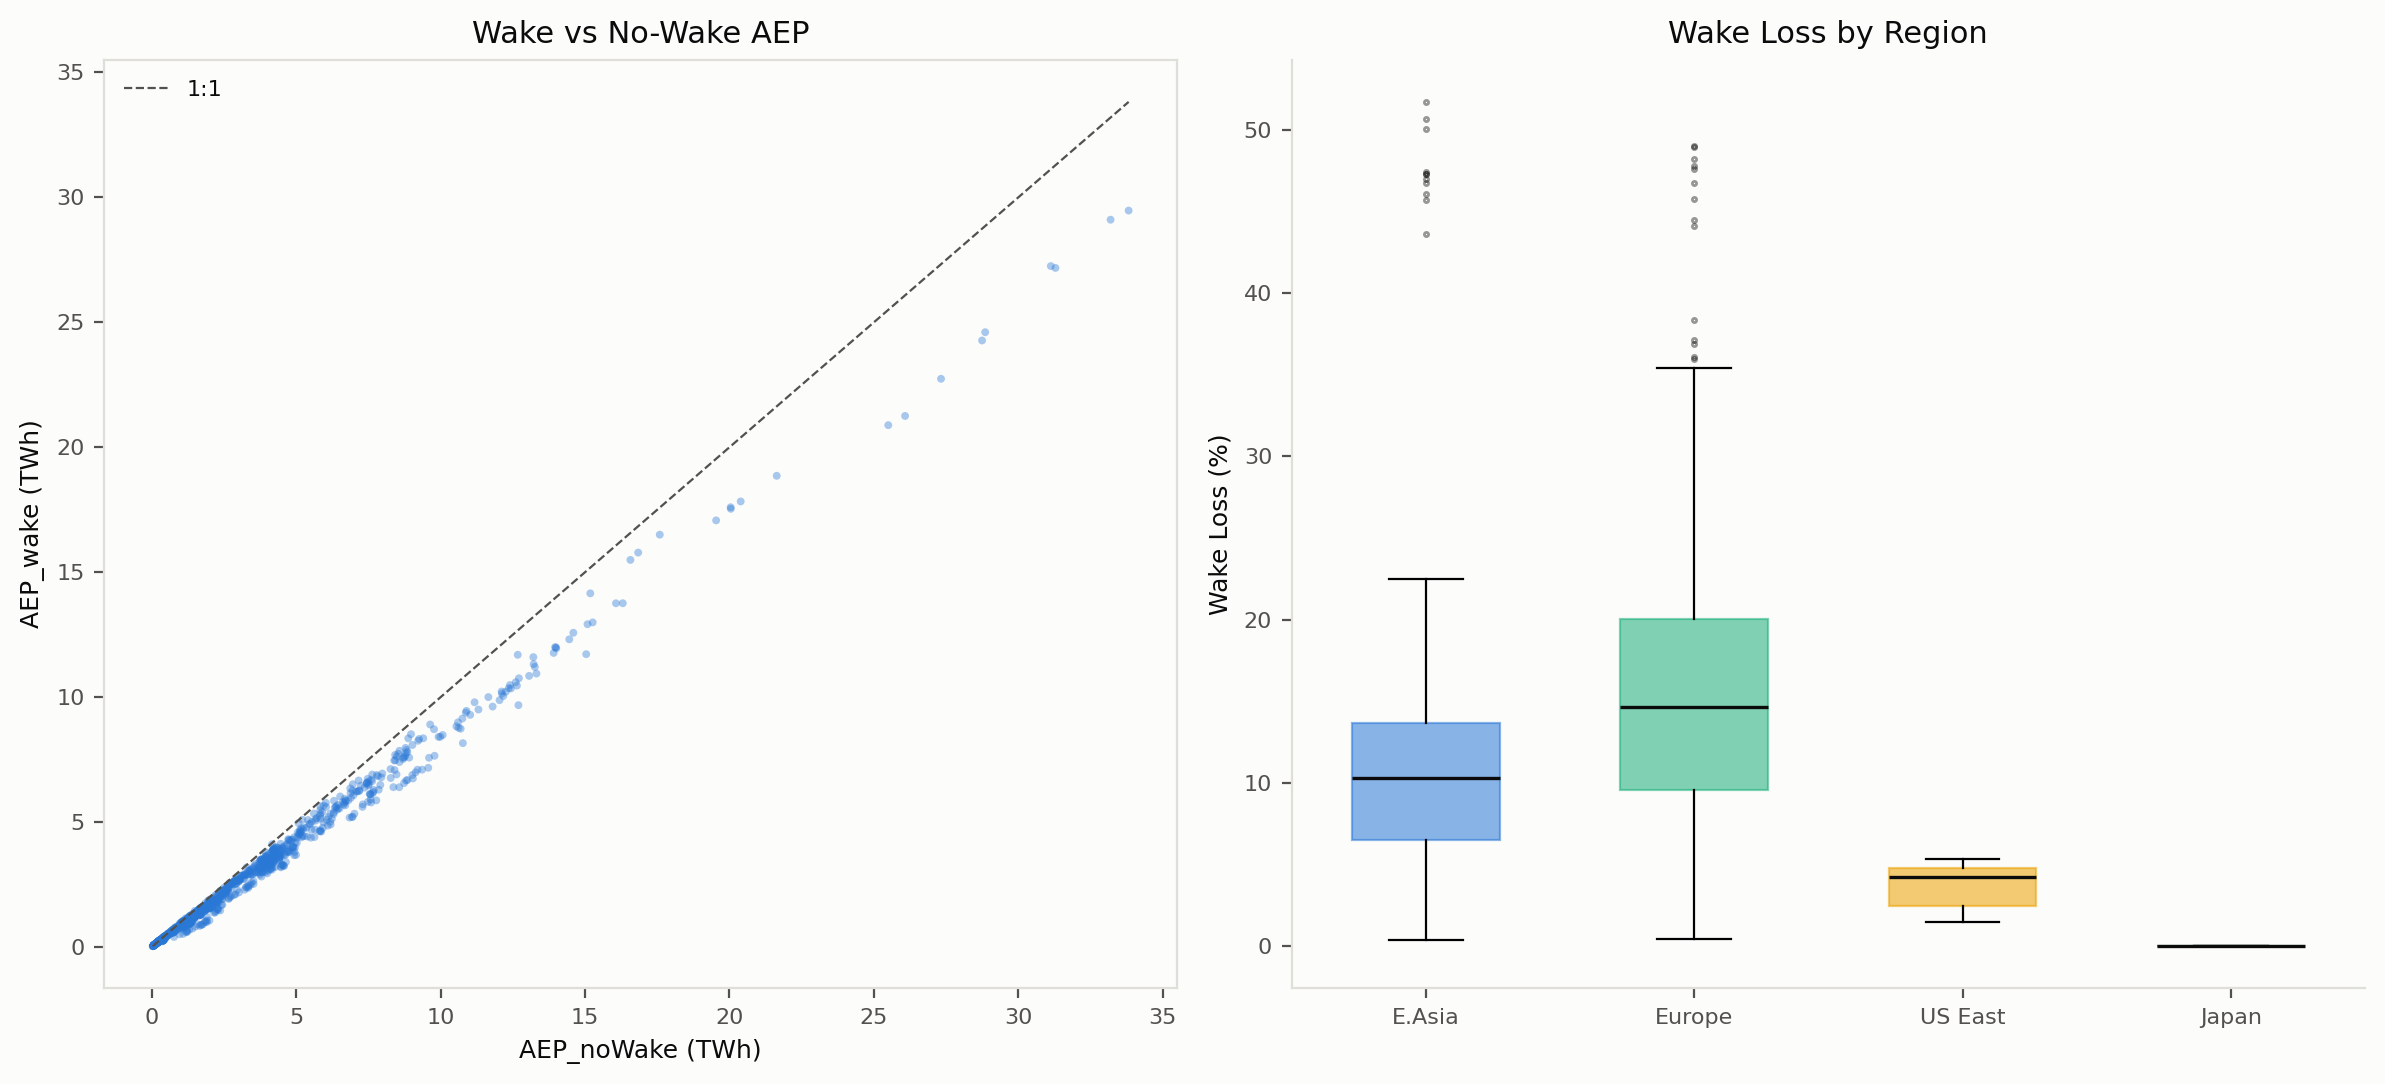 Wake vs No-Wake AEP
1:1
35
30
25
20
15
10
5
0
AEP_wake (TWh)
0 5 10 15 20 25 30 35
AEP_noWake (TWh)
Wake Loss by Region
50
40
30
20
10
0
Wake Loss (%)
E.Asia Europe US East Japan